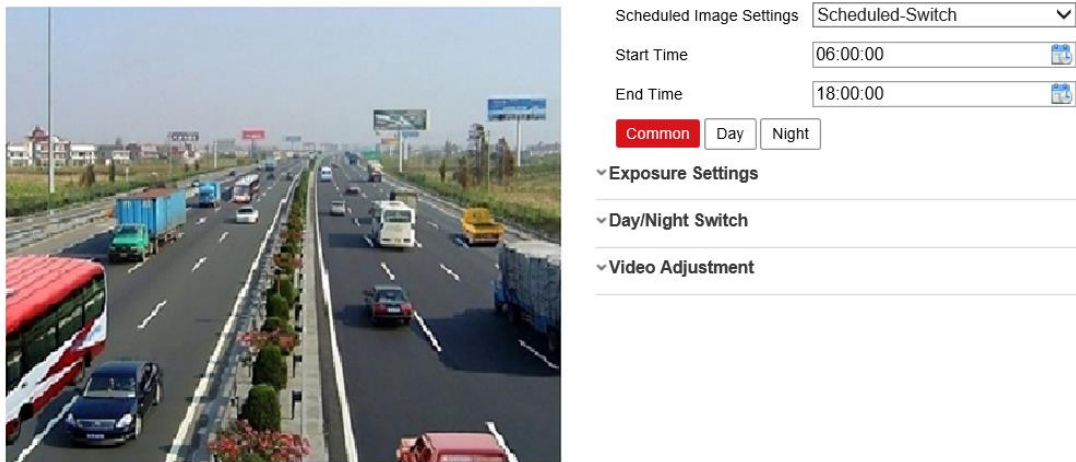 Scheduled Image Settings Scheduled-Switch
Start Time 06:00:00
End Time 18:00:00
Common Day Night
Exposure Settings
Day/Night Switch
Video Adjustment